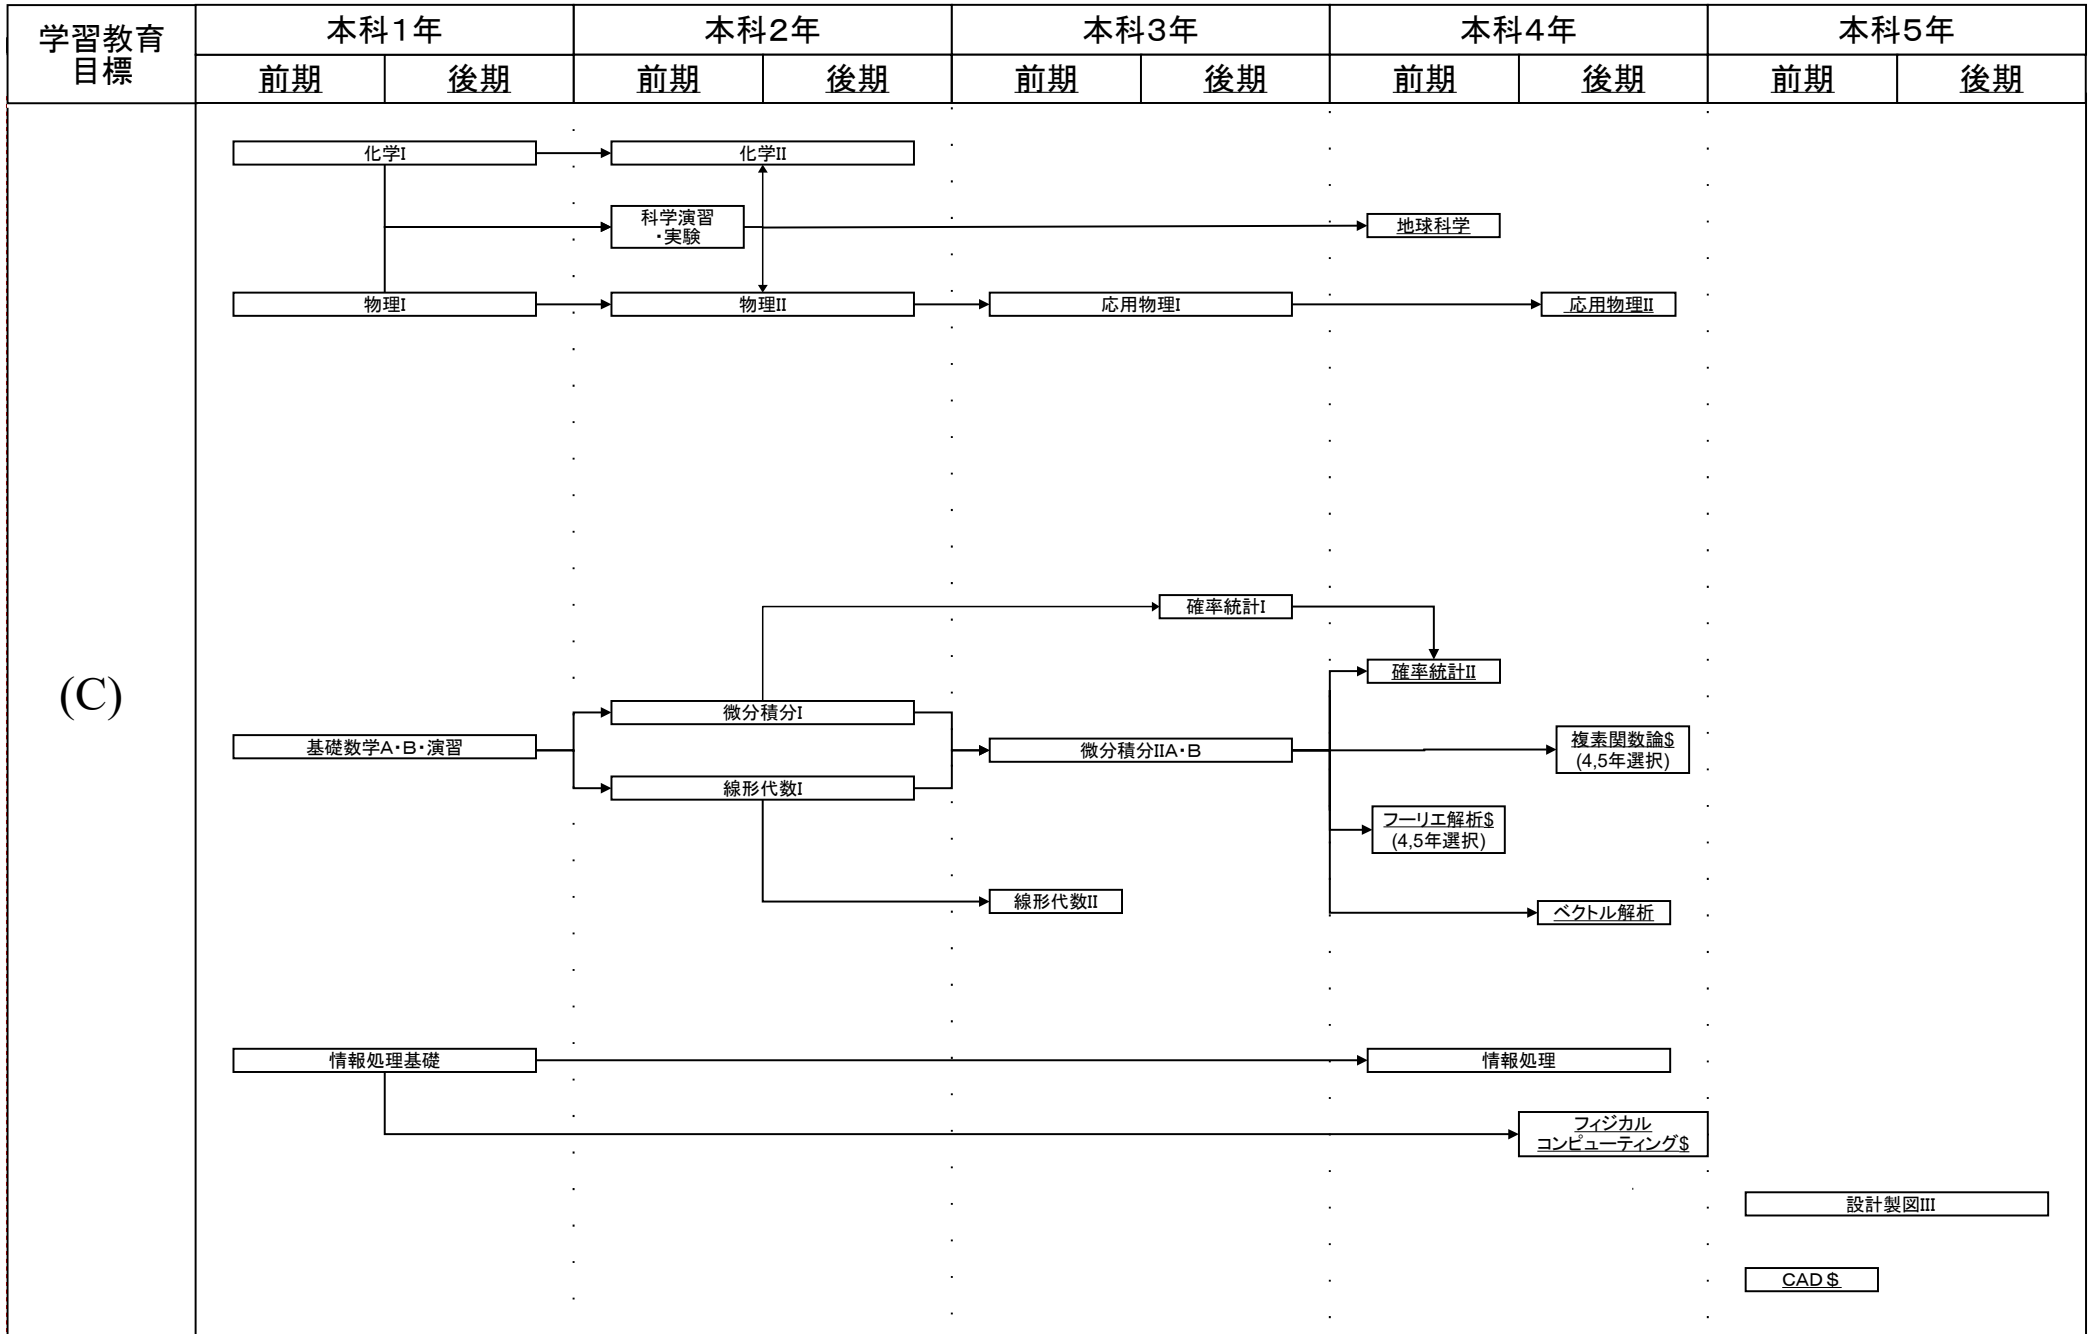 学習教育
目標
本科1年
本科2年
本科3年
本科4年
本科5年
前期
後期
前期
後期
前期
後期
前期
後期
前期
後期
(C)
化学I
化学II
科学演習
・実験
地球科学
物理I
物理II
応用物理I
応用物理II
確率統計I
確率統計II
微分積分I
基礎数学A・B・演習
微分積分IIA・B
複素関数論$
(4,5年選択)
線形代数I
フーリエ解析$
(4,5年選択)
線形代数II
ベクトル解析
情報処理基礎
情報処理
フィジカル
コンピューティング$
設計製図III
CAD$